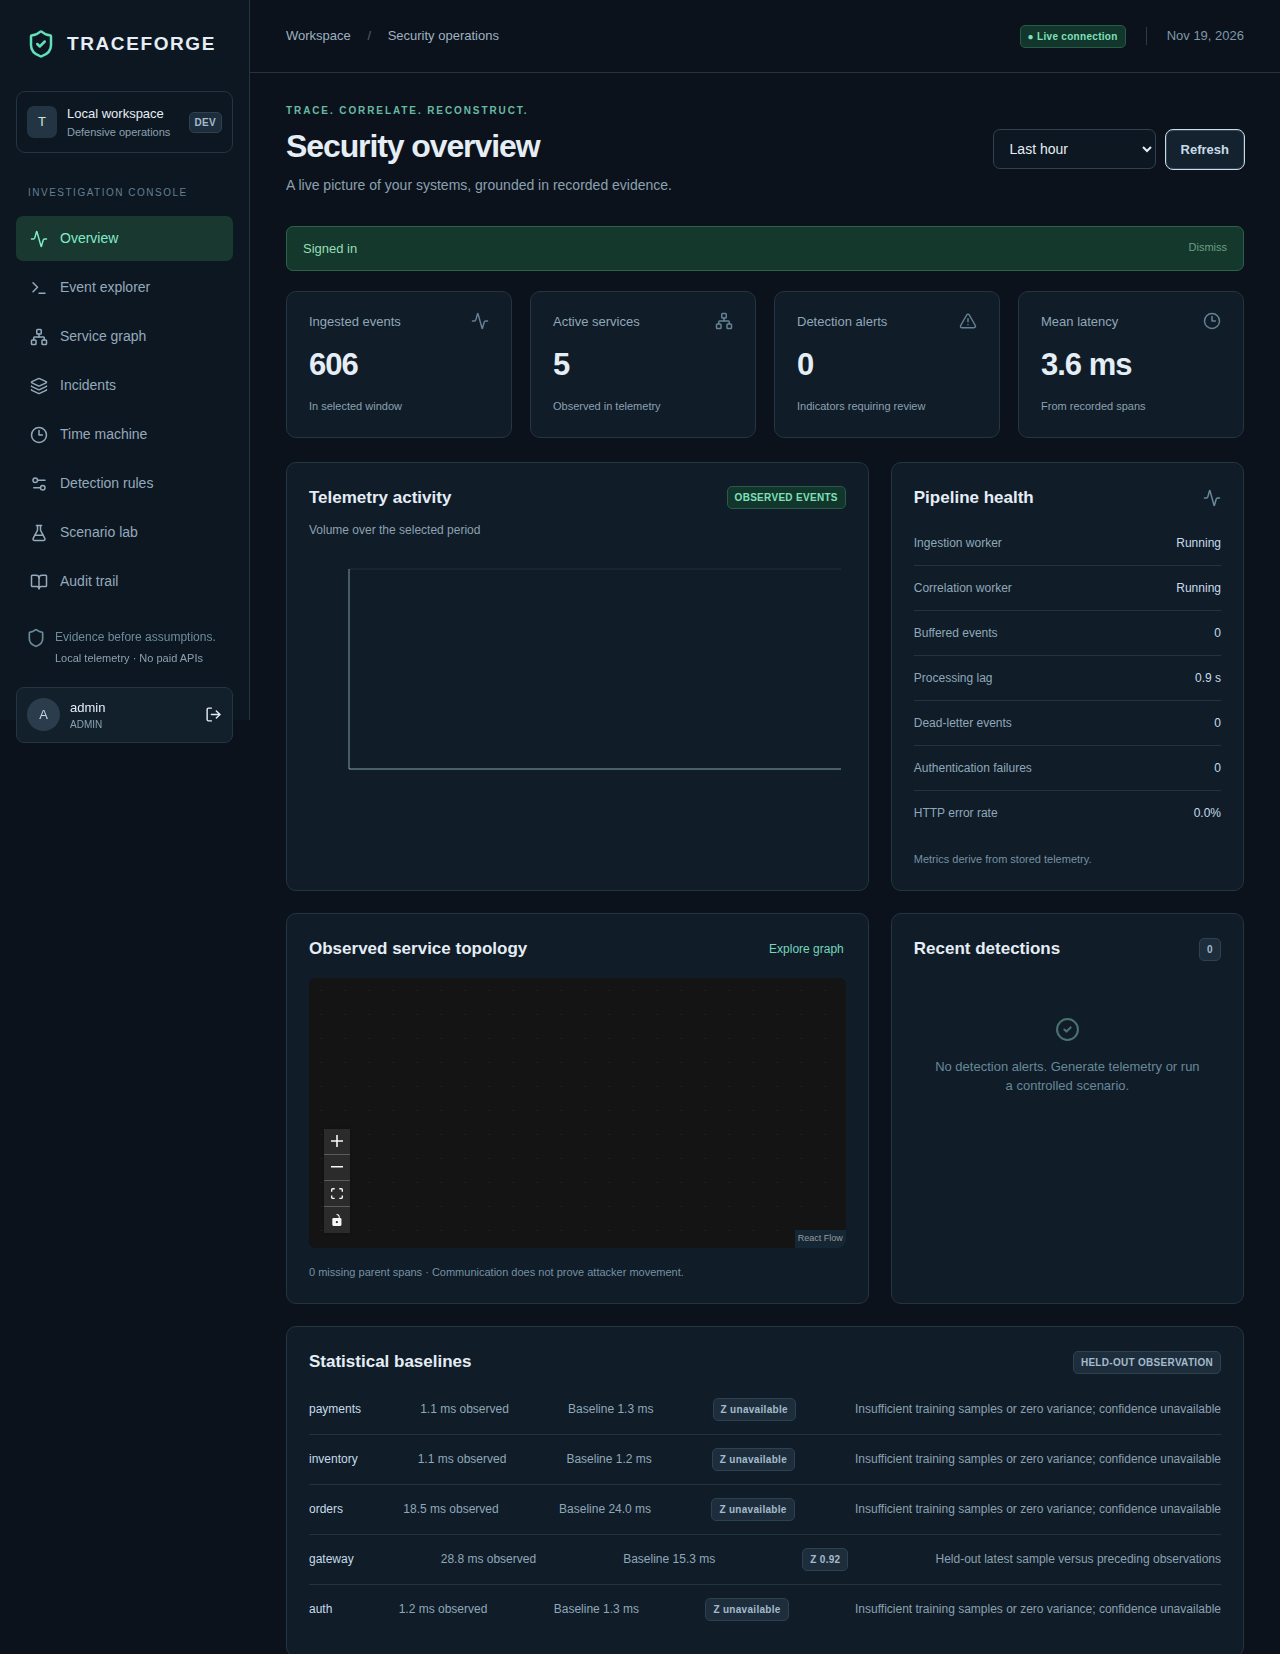 TRACEFORGE
T
Local workspace
Defensive operations
DEV
INVESTIGATION CONSOLE
Overview
Event explorer
Service graph
Incidents
Time machine
Detection rules
Scenario lab
Audit trail
Evidence before assumptions.
Local telemetry · No paid APIs
A
admin
ADMIN
Workspace / Security operations
● Live connection
Nov 19, 2026
TRACE. CORRELATE. RECONSTRUCT.
Security overview
A live picture of your systems, grounded in recorded evidence.
Last hour
Refresh
Signed in
Dismiss
Ingested events
606
In selected window
Active services
5
Observed in telemetry
Detection alerts
0
Indicators requiring review
Mean latency
3.6 ms
From recorded spans
Telemetry activity
OBSERVED EVENTS
Volume over the selected period
Pipeline health
Ingestion worker Running
Correlation worker Running
Buffered events 0
Processing lag 0.9 s
Dead-letter events 0
Authentication failures 0
HTTP error rate 0.0%
Metrics derive from stored telemetry.
Observed service topology
Explore graph
React Flow
0 missing parent spans · Communication does not prove attacker movement.
Recent detections
0
No detection alerts. Generate telemetry or run
a controlled scenario.
Statistical baselines
HELD-OUT OBSERVATION
payments 1.1 ms observed Baseline 1.3 ms Z unavailable Insufficient training samples or zero variance; confidence unavailable
inventory 1.1 ms observed Baseline 1.2 ms Z unavailable Insufficient training samples or zero variance; confidence unavailable
orders 18.5 ms observed Baseline 24.0 ms Z unavailable Insufficient training samples or zero variance; confidence unavailable
gateway 28.8 ms observed Baseline 15.3 ms Z 0.92 Held-out latest sample versus preceding observations
auth 1.2 ms observed Baseline 1.3 ms Z unavailable Insufficient training samples or zero variance; confidence unavailable